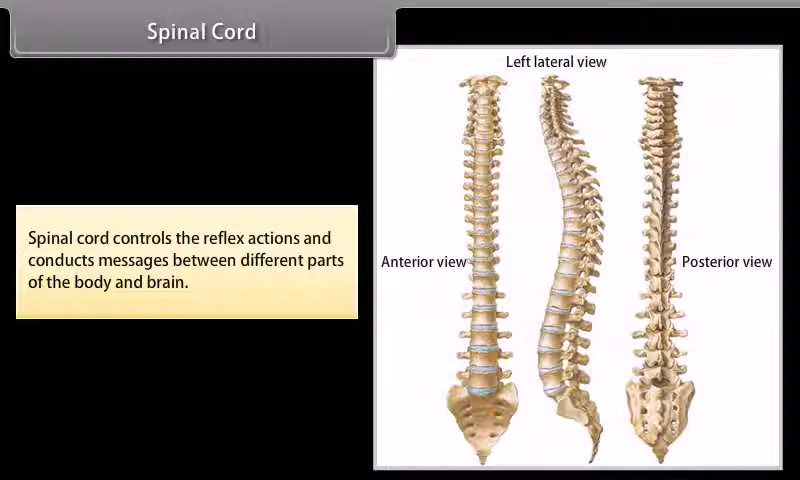 Spinal Cord
Left lateral view
Spinal cord controls the reflex actions and
conducts messages between different parts
of the body and brain.
Anterior view
Posterior view